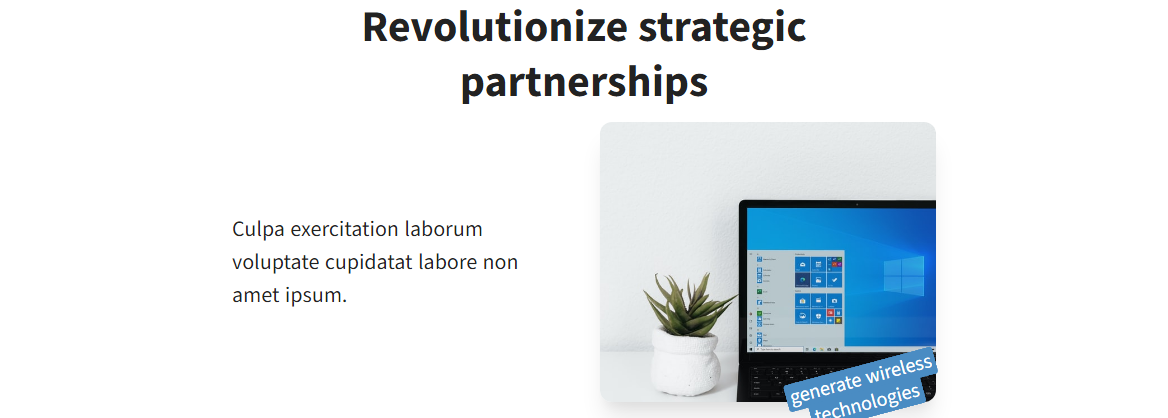 Revolutionize strategic
partnerships
Culpa exercitation laborum
voluptate cupidatat labore non
amet ipsum.
generate wireless
technologies